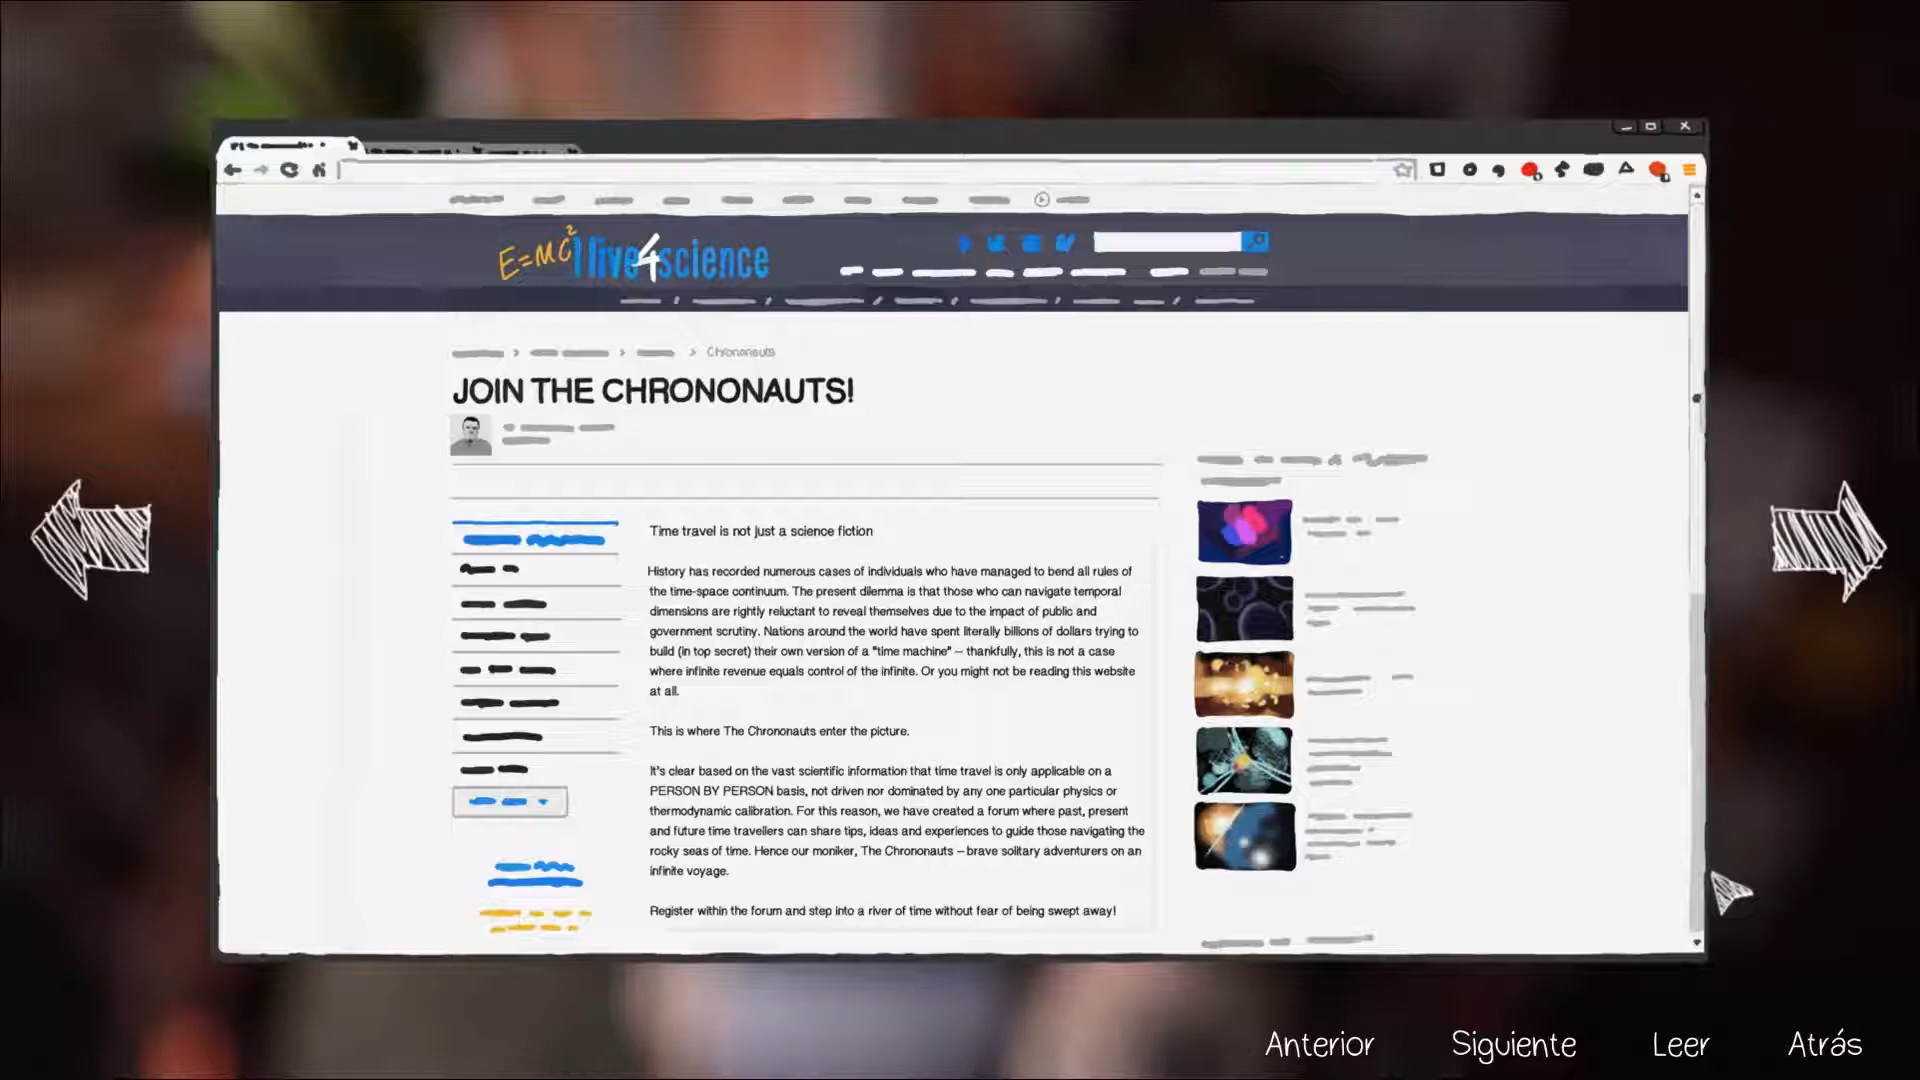 E=MC²
I live4science
Chrononauts
JOIN THE CHRONONAUTS!
Time travel is not just a science fiction
History has recorded numerous cases of individuals who have managed to bend all rules of
the time-space continuum. The present dilemma is that those who can navigate temporal
dimensions are rightly reluctant to reveal themselves due to the impact of public and
government scrutiny. Nations around the world have spent literally billions of dollars trying to
build (in top secret) their own version of a "time machine" – thankfully, this is not a case
where infinite revenue equals control of the infinite. Or you might not be reading this website
at all.
This is where The Chrononauts enter the picture.
It's clear based on the vast scientific information that time travel is only applicable on a
PERSON BY PERSON basis, not driven nor dominated by any one particular physics or
thermodynamic calibration. For this reason, we have created a forum where past, present
and future time travellers can share tips, ideas and experiences to guide those navigating the
rocky seas of time. Hence our moniker, The Chrononauts – brave solitary adventurers on an
infinite voyage.
Register within the forum and step into a river of time without fear of being swept away!
Anterior Siguiente Leer Atrás